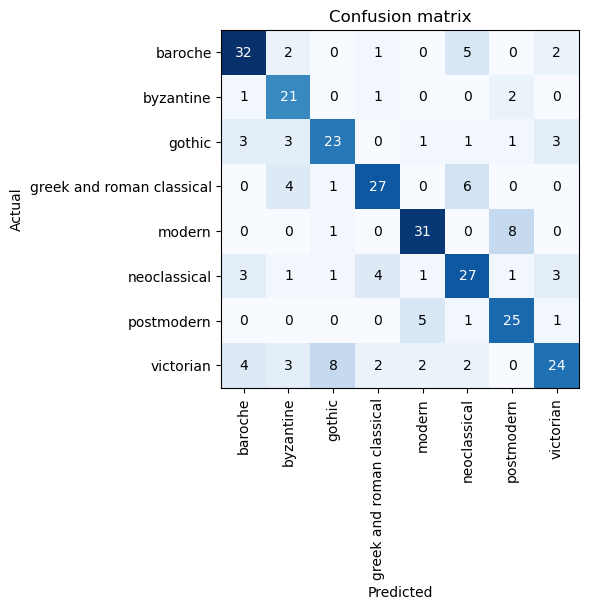 Confusion matrix
Actual
baroche 32 2 0 1 0 5 0 2
byzantine 1 21 0 1 0 0 2 0
gothic 3 3 23 0 1 1 1 3
greek and roman classical 0 4 1 27 0 6 0 0
modern 0 0 1 0 31 0 8 0
neoclassical 3 1 1 4 1 27 1 3
postmodern 0 0 0 0 5 1 25 1
victorian 4 3 8 2 2 2 0 24
baroche
byzantine
gothic
greek and roman classical
modern
neoclassical
postmodern
victorian
Predicted